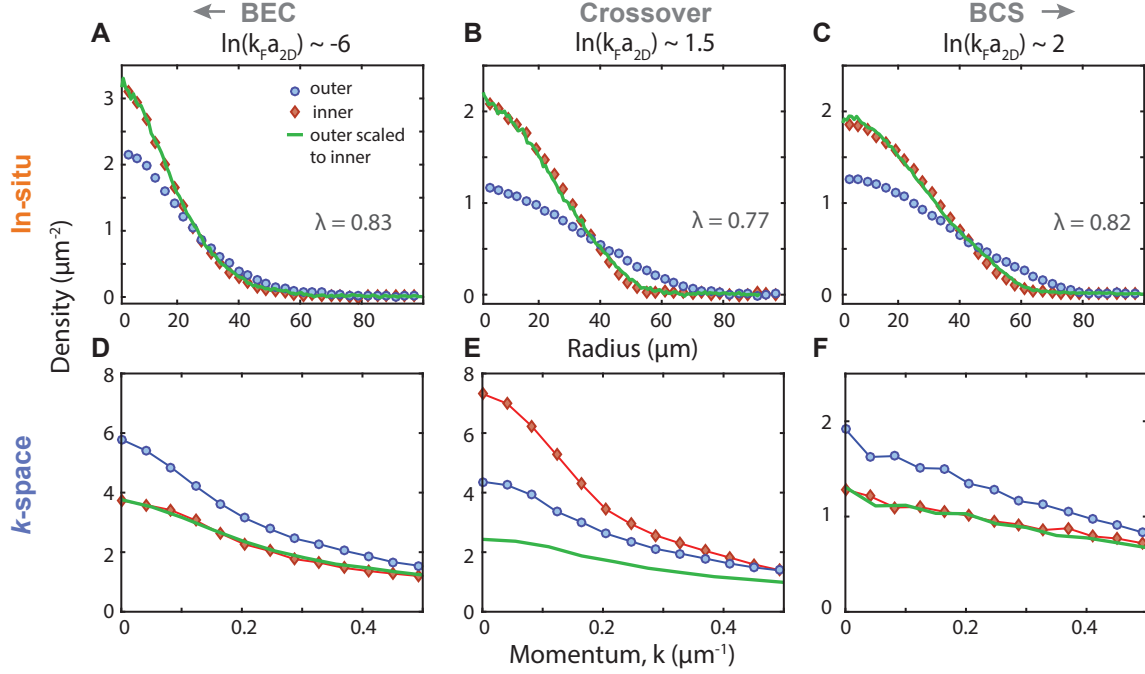 ← BEC
Crossover
BCS →
A
ln(kFa2D) ~ -6
B
ln(kFa2D) ~ 1.5
C
ln(kFa2D) ~ 2
In-situ
k-space
Density (μm⁻²)
3
2
1
0
outer
inner
outer scaled
to inner
λ = 0.83
0 20 40 60 80
2
1
0
λ = 0.77
0 20 40 60 80
2
1
0
λ = 0.82
0 20 40 60 80
Radius (μm)
D
8
6
4
2
0
0 0.2 0.4
E
8
6
4
2
0
0 0.2 0.4
F
2
1
0
0 0.2 0.4
Momentum, k (μm⁻¹)